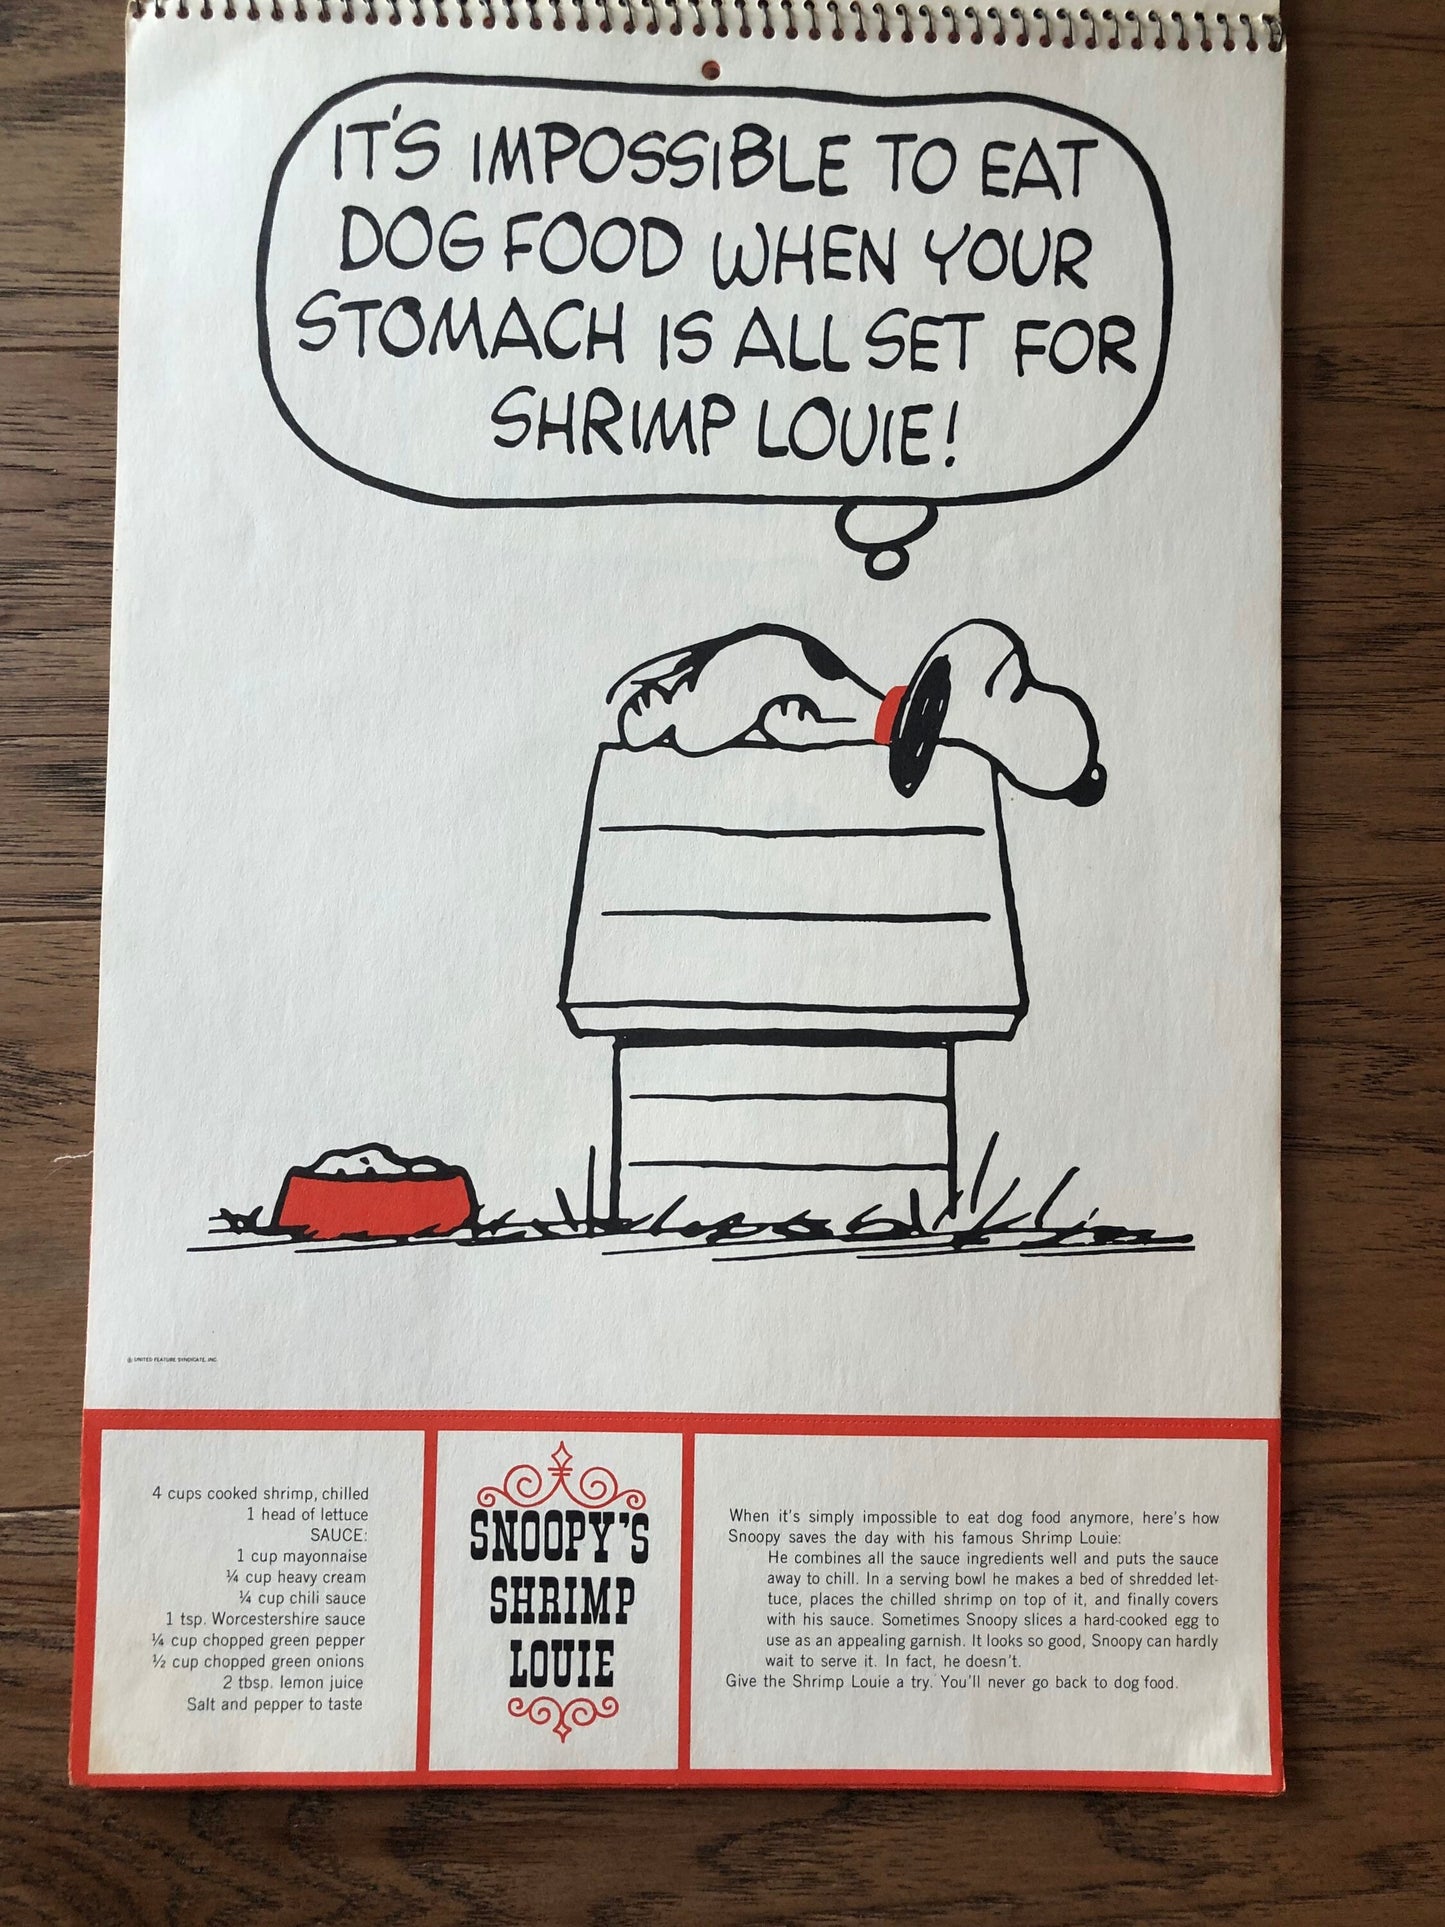 IT'S IMPOSSIBLE TO EAT
DOG FOOD WHEN YOUR
STOMACH IS ALL SET FOR
SHRIMP LOUIE!
© UNITED FEATURE SYNDICATE, INC.
4 cups cooked shrimp, chilled
1 head of lettuce
SAUCE:
1 cup mayonnaise
¼ cup heavy cream
¼ cup chili sauce
1 tsp. Worcestershire sauce
¼ cup chopped green pepper
½ cup chopped green onions
2 tbsp. lemon juice
Salt and pepper to taste
SNOOPY'S
SHRIMP
LOUIE
When it's simply impossible to eat dog food anymore, here's how
Snoopy saves the day with his famous Shrimp Louie:
He combines all the sauce ingredients well and puts the sauce
away to chill. In a serving bowl he makes a bed of shredded let-
tuce, places the chilled shrimp on top of it, and finally covers
with his sauce. Sometimes Snoopy slices a hard-cooked egg to
use as an appealing garnish. It looks so good, Snoopy can hardly
wait to serve it. In fact, he doesn't.
Give the Shrimp Louie a try. You'll never go back to dog food.